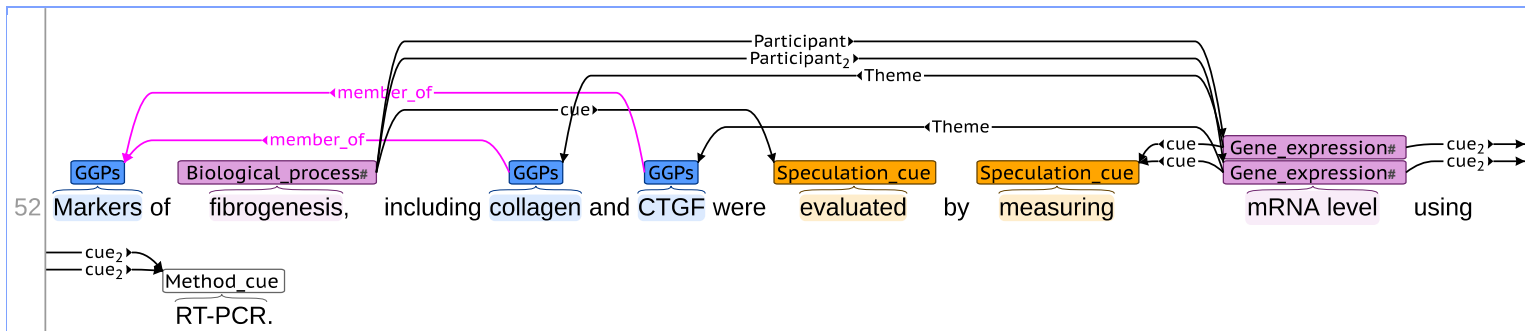 Participant
Participant2
Theme
member_of
cue
member_of Theme cue Gene_expression# cue2
GGPs Biological_process# GGPs GGPs Speculation_cue Speculation_cue cue Gene_expression# cue2
52 Markers of fibrogenesis, including collagen and CTGF were evaluated by measuring mRNA level using
cue2
cue2
Method_cue
RT-PCR.